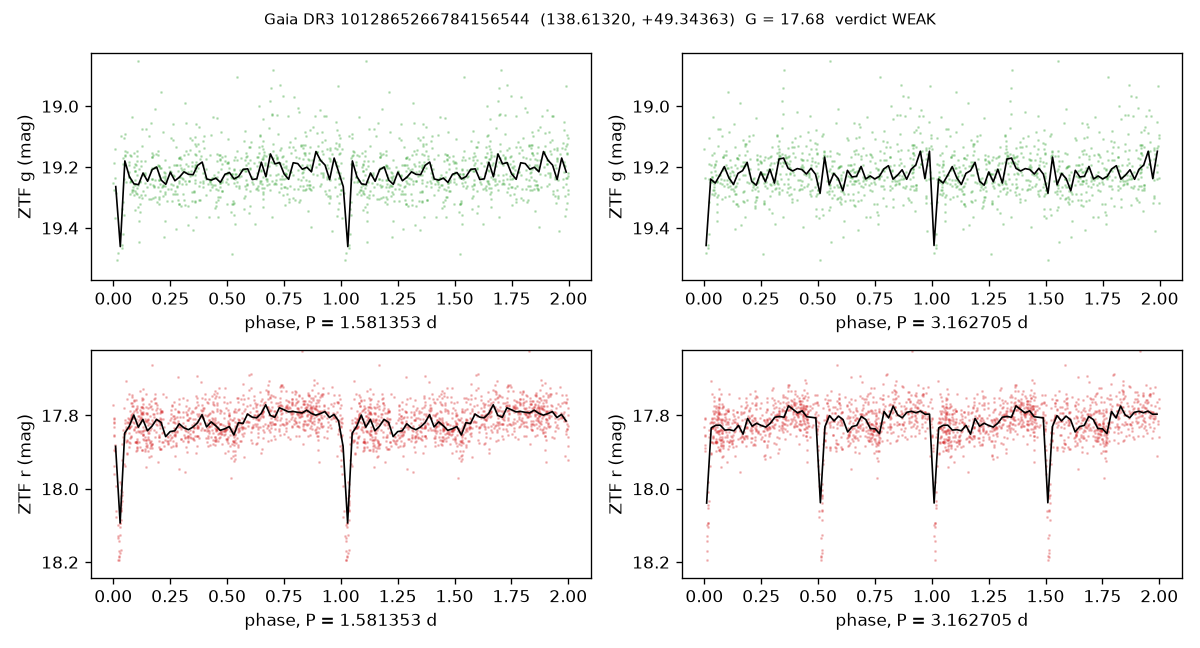 Gaia DR3 1012865266784156544 (138.61320, +49.34363) G = 17.68 verdict WEAK
ZTF g (mag)
19.0
19.2
19.4
0.00 0.25 0.50 0.75 1.00 1.25 1.50 1.75 2.00
phase, P = 1.581353 d
ZTF g (mag)
19.0
19.2
19.4
0.00 0.25 0.50 0.75 1.00 1.25 1.50 1.75 2.00
phase, P = 3.162705 d
ZTF r (mag)
17.8
18.0
18.2
0.00 0.25 0.50 0.75 1.00 1.25 1.50 1.75 2.00
phase, P = 1.581353 d
ZTF r (mag)
17.8
18.0
18.2
0.00 0.25 0.50 0.75 1.00 1.25 1.50 1.75 2.00
phase, P = 3.162705 d